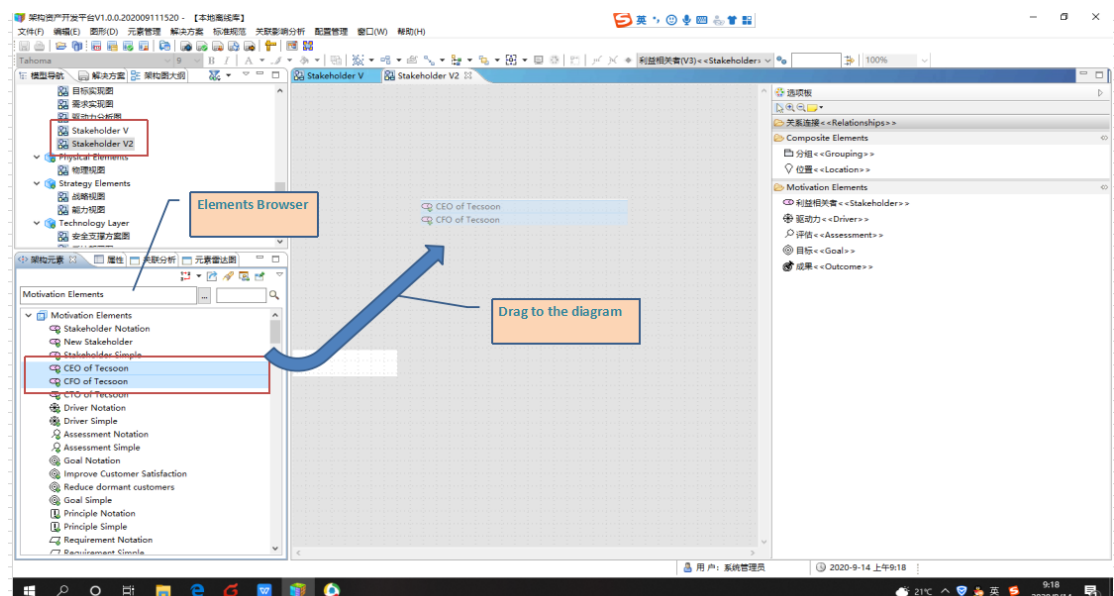 架构资产开发平台V1.0.0.202009111520 - 【本地离线库】
英
文件(F) 编辑(E) 图形(D) 元素管理 解决方案 标准规范 关联影响分析 配置管理 窗口(W) 帮助(H)
Tahoma 9 B I A 利益相关者(V3)<<Stakeholder> 100%
模型导航 解决方案 架构图大纲
Stakeholder V Stakeholder V2
目标实现图
需求实现图
驱动力分析图
Stakeholder V
Stakeholder V2
Physical Elements
物理视图
Strategy Elements
战略视图
能力视图
Technology Layer
安全支撑方案图
Elements Browser
CEO of Tecsoon
CFO of Tecsoon
选项板
关系连接<<Relationships>>
Composite Elements
分组<<Grouping>>
位置<<Location>>
Motivation Elements
利益相关者<<Stakeholder>>
驱动力<<Driver>>
评估<<Assessment>>
目标<<Goal>>
成果<<Outcome>>
架构元素 属性 关联分析 元素雷达图
Motivation Elements ...
Drag to the diagram
Motivation Elements
Stakeholder Notation
New Stakeholder
Stakeholder Simple
CEO of Tecsoon
CFO of Tecsoon
CTO of Tecsoon
Driver Notation
Driver Simple
Assessment Notation
Assessment Simple
Goal Notation
Improve Customer Satisfaction
Reduce dormant customers
Goal Simple
Principle Notation
Principle Simple
Requirement Notation
Requirement Simple
用户: 系统管理员 2020-9-14 上午9:18
21℃ 英 9:18